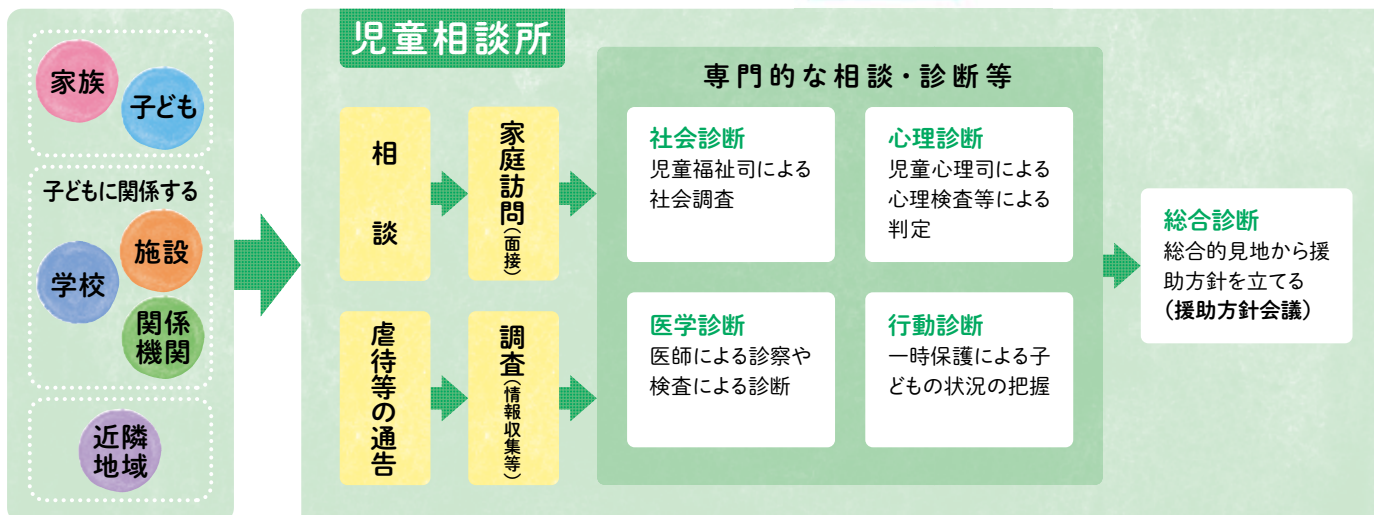 家族
子ども
子どもに関係する
施設
学校
関係
機関
近隣
地域
児童相談所
相談
家庭訪問(面接)
虐待等の通告
調査(情報収集等)
専門的な相談・診断等
社会診断
児童福祉司による
社会調査
心理診断
児童心理司による
心理検査等による
判定
医学診断
医師による診察や
検査による診断
行動診断
一時保護による子
どもの状況の把握
総合診断
総合的見地から援
助方針を立てる
(援助方針会議)